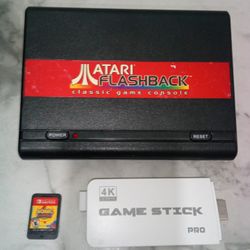 ATARI
FLASHBACK
classic game console
POWER
RESET
4K
GAME STICK
PRO